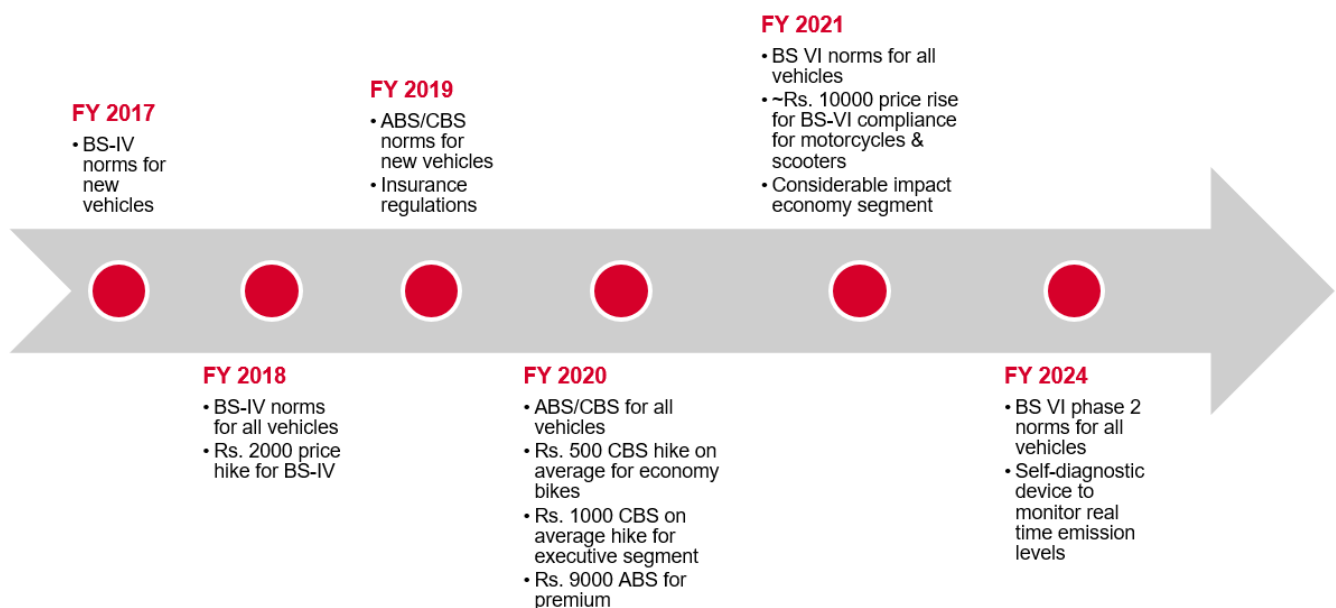 FY 2017
• BS-IV
norms for
new
vehicles
FY 2018
• BS-IV norms
for all vehicles
• Rs. 2000 price
hike for BS-IV
FY 2019
• ABS/CBS
norms for
new vehicles
• Insurance
regulations
FY 2020
• ABS/CBS for all
vehicles
• Rs. 500 CBS hike on
average for economy
bikes
• Rs. 1000 CBS on
average hike for
executive segment
• Rs. 9000 ABS for
premium
FY 2021
• BS VI norms for all
vehicles
• ~Rs. 10000 price rise
for BS-VI compliance
for motorcycles &
scooters
• Considerable impact
economy segment
FY 2024
• BS VI phase 2
norms for all
vehicles
• Self-diagnostic
device to
monitor real
time emission
levels